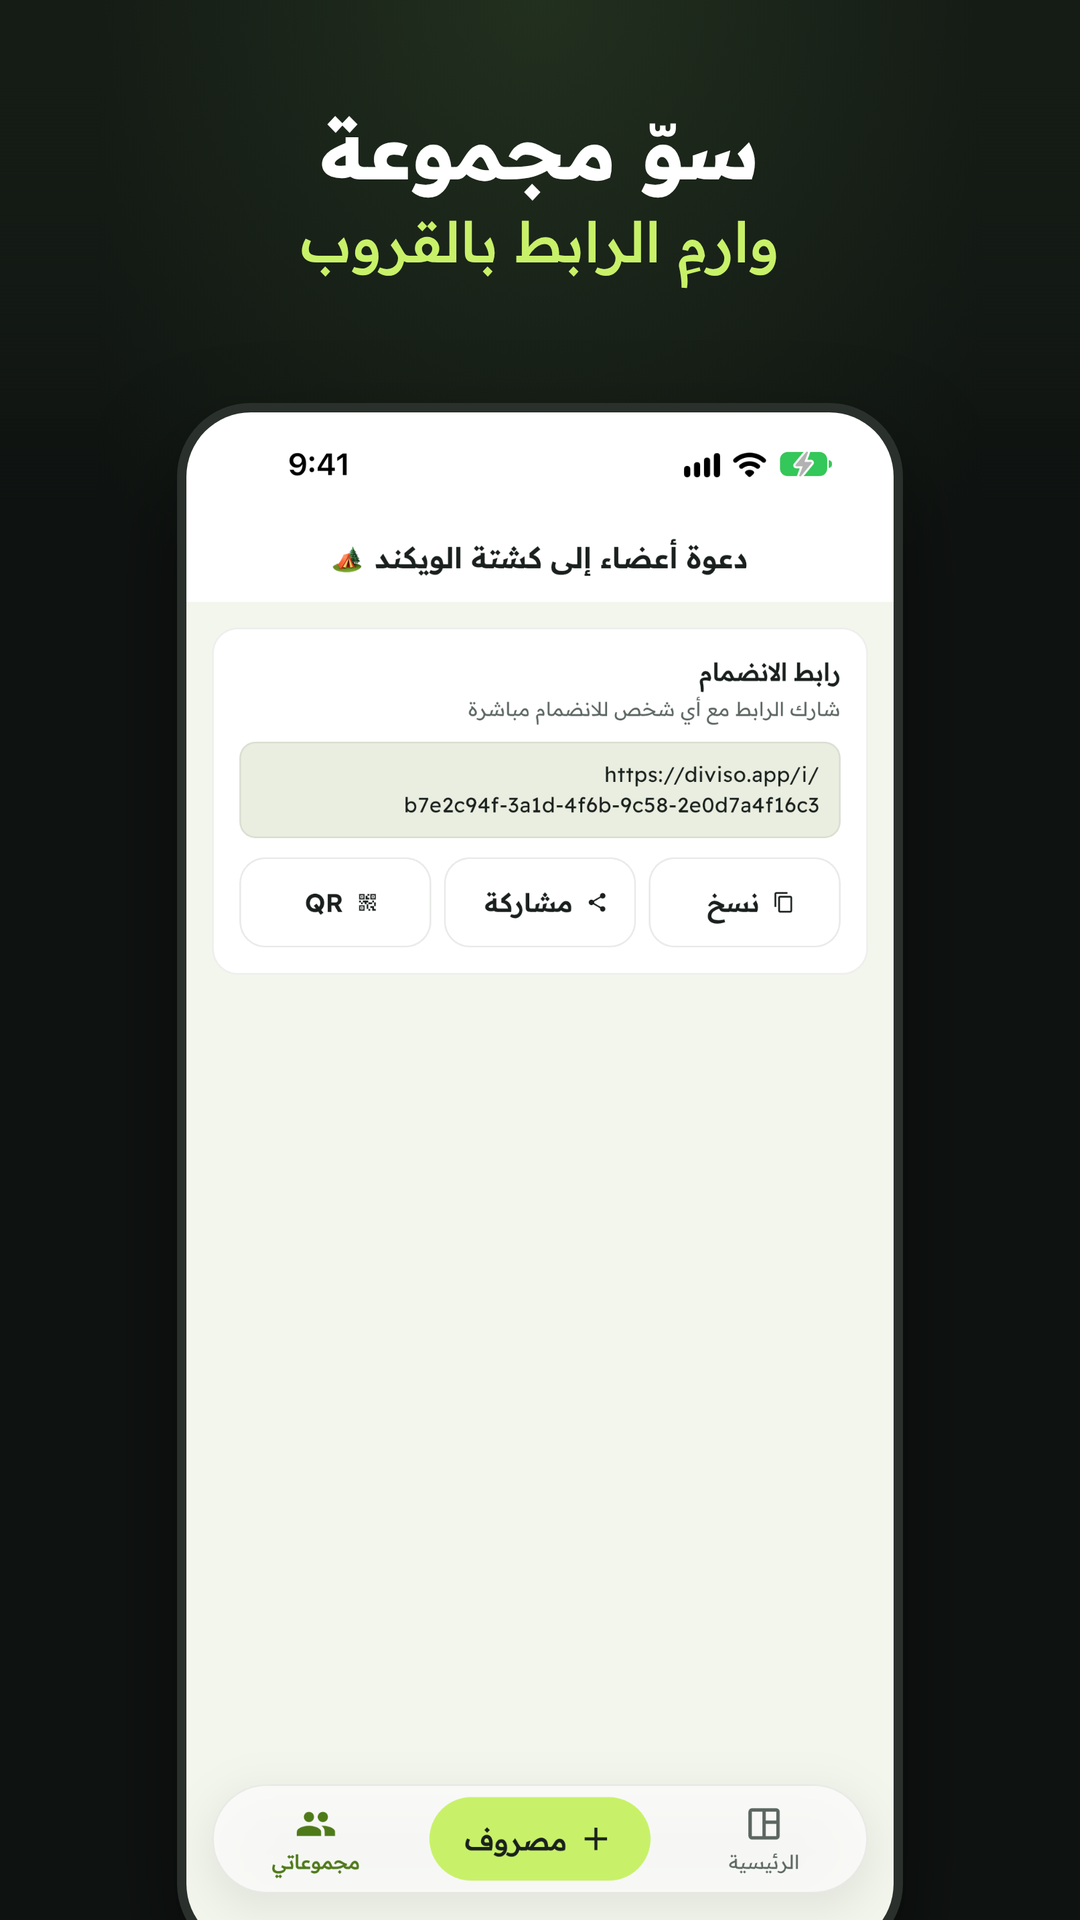 سوّ مجموعة
وارمِ الرابط بالقروب
9:41
دعوة أعضاء إلى كشتة الويكند 🏕️
رابط الانضمام
شارك الرابط مع أي شخص للانضمام مباشرة
https://diviso.app/i/
b7e2c94f-3a1d-4f6b-9c58-2e0d7a4f16c3
نسخ
مشاركة
QR
الرئيسية
+ مصروف
مجموعاتي